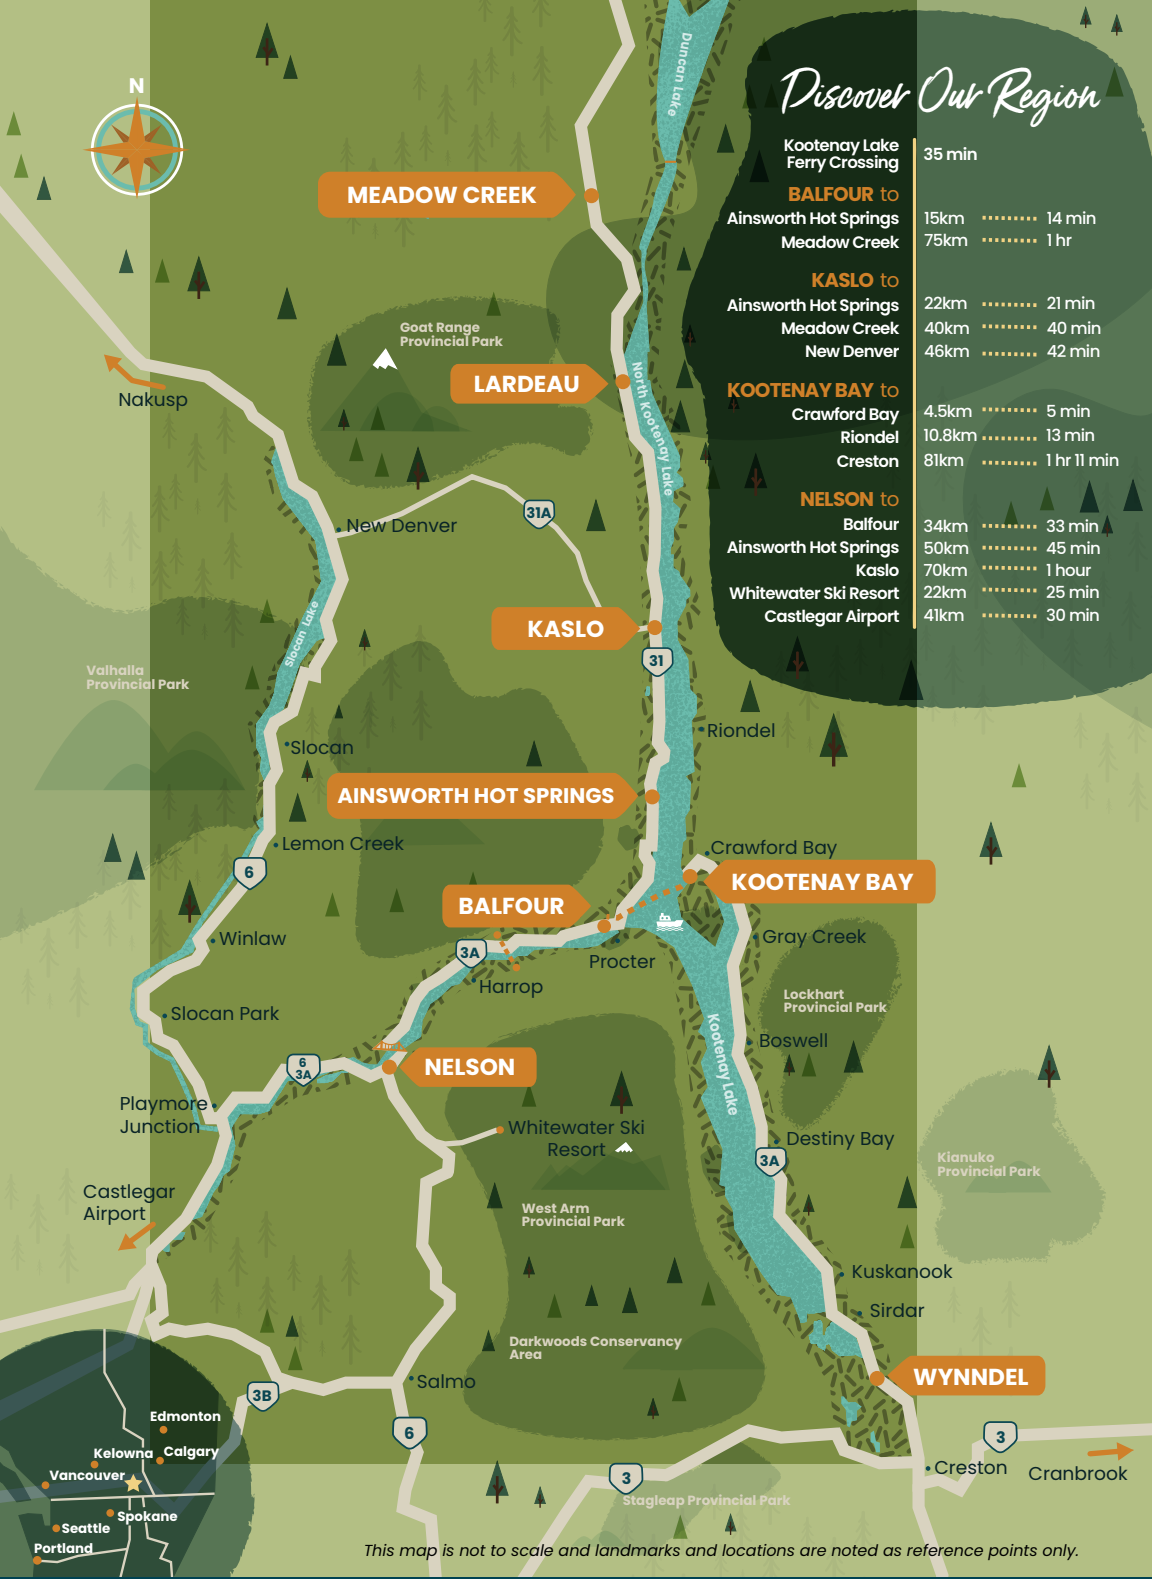 Discover Our Region
Kootenay Lake
Ferry Crossing
35 min
BALFOUR to
Ainsworth Hot Springs 15km 14 min
Meadow Creek 75km 1 hr
KASLO to
Ainsworth Hot Springs 22km 21 min
Meadow Creek 40km 40 min
New Denver 46km 42 min
KOOTENAY BAY to
Crawford Bay 4.5km 5 min
Riondel 10.8km 13 min
Creston 81km 1 hr 11 min
NELSON to
Balfour 34km 33 min
Ainsworth Hot Springs 50km 45 min
Kaslo 70km 1 hour
Whitewater Ski Resort 22km 25 min
Castlegar Airport 41km 30 min
N
Duncan Lake
MEADOW CREEK
Goat Range
Provincial Park
LARDEAU
Nakusp
North Kootenay Lake
31A
New Denver
KASLO
Slocan Lake
31
Valhalla
Provincial Park
Riondel
Slocan
AINSWORTH HOT SPRINGS
Lemon Creek
Crawford Bay
6
KOOTENAY BAY
BALFOUR
Winlaw
Gray Creek
3A
Procter
Harrop
Lockhart
Provincial Park
Slocan Park
Kootenay Lake
Boswell
6
3A
NELSON
Playmore
Junction
Whitewater Ski
Resort
Destiny Bay
3A
Kianuko
Provincial Park
Castlegar
Airport
West Arm
Provincial Park
Kuskanook
Sirdar
Darkwoods Conservancy
Area
WYNNDEL
Salmo
3B
6
3
Creston
Cranbrook
3
Stagleap Provincial Park
Edmonton
Kelowna
Calgary
Vancouver
Spokane
Seattle
Portland
This map is not to scale and landmarks and locations are noted as reference points only.